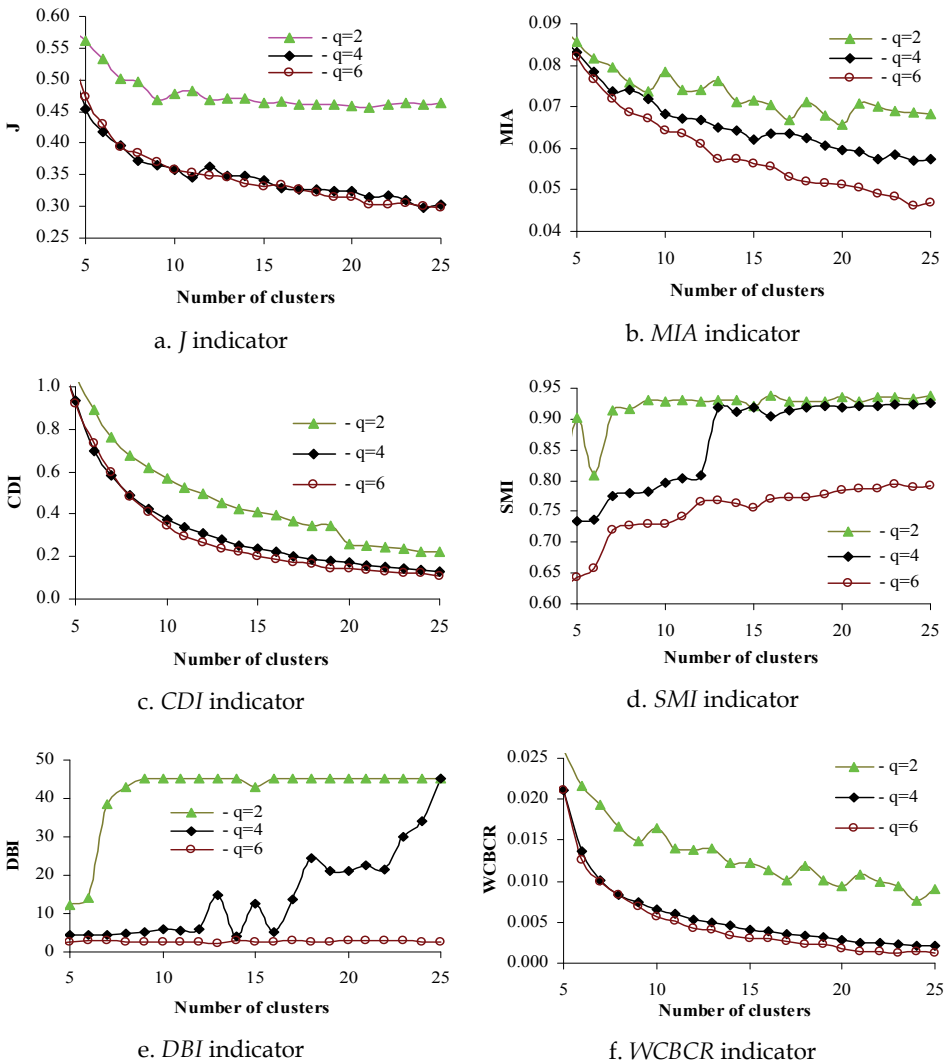 0.60
0.55
0.50
0.45
0.40
0.35
0.30
0.25
J
- q=2
- q=4
- q=6
5 10 15 20 25
Number of clusters
a. J indicator
0.09
0.08
0.07
0.06
0.05
0.04
MIA
- q=2
- q=4
- q=6
5 10 15 20 25
Number of clusters
b. MIA indicator
1.0
0.8
0.6
0.4
0.2
0.0
CDI
- q=2
- q=4
- q=6
5 10 15 20 25
Number of clusters
c. CDI indicator
0.95
0.90
0.85
0.80
0.75
0.70
0.65
0.60
SMI
- q=2
- q=4
- q=6
5 10 15 20 25
Number of clusters
d. SMI indicator
50
40
30
20
10
0
DBI
- q=2
- q=4
- q=6
5 10 15 20 25
Number of clusters
e. DBI indicator
0.025
0.020
0.015
0.010
0.005
0.000
WCBCR
- q=2
- q=4
- q=6
5 10 15 20 25
Number of clusters
f. WCBCR indicator